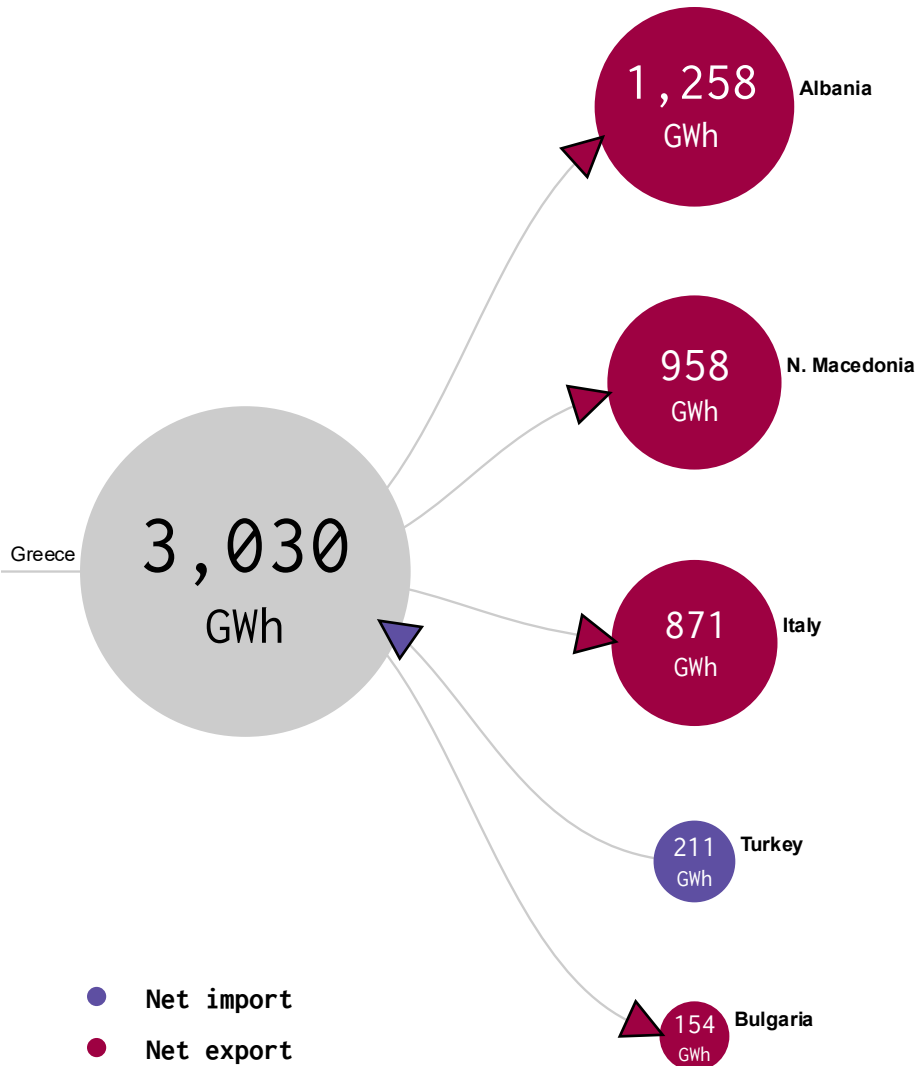 1,258
GWh
Albania
958
GWh
N. Macedonia
Greece
3,030
GWh
871
GWh
Italy
211
GWh
Turkey
154
GWh
Bulgaria
Net import
Net export